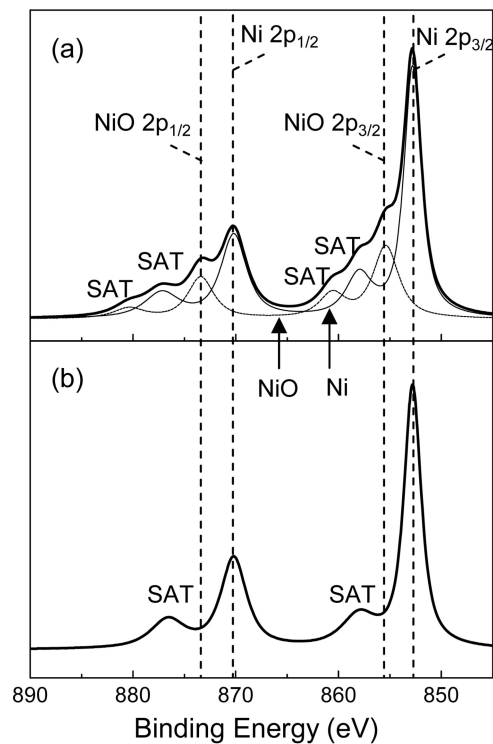 (a)
Ni 2p1/2
Ni 2p3/2
NiO 2p1/2
NiO 2p3/2
SAT
SAT
SAT
SAT
NiO
Ni
(b)
SAT
SAT
890
880
870
860
850
Binding Energy (eV)